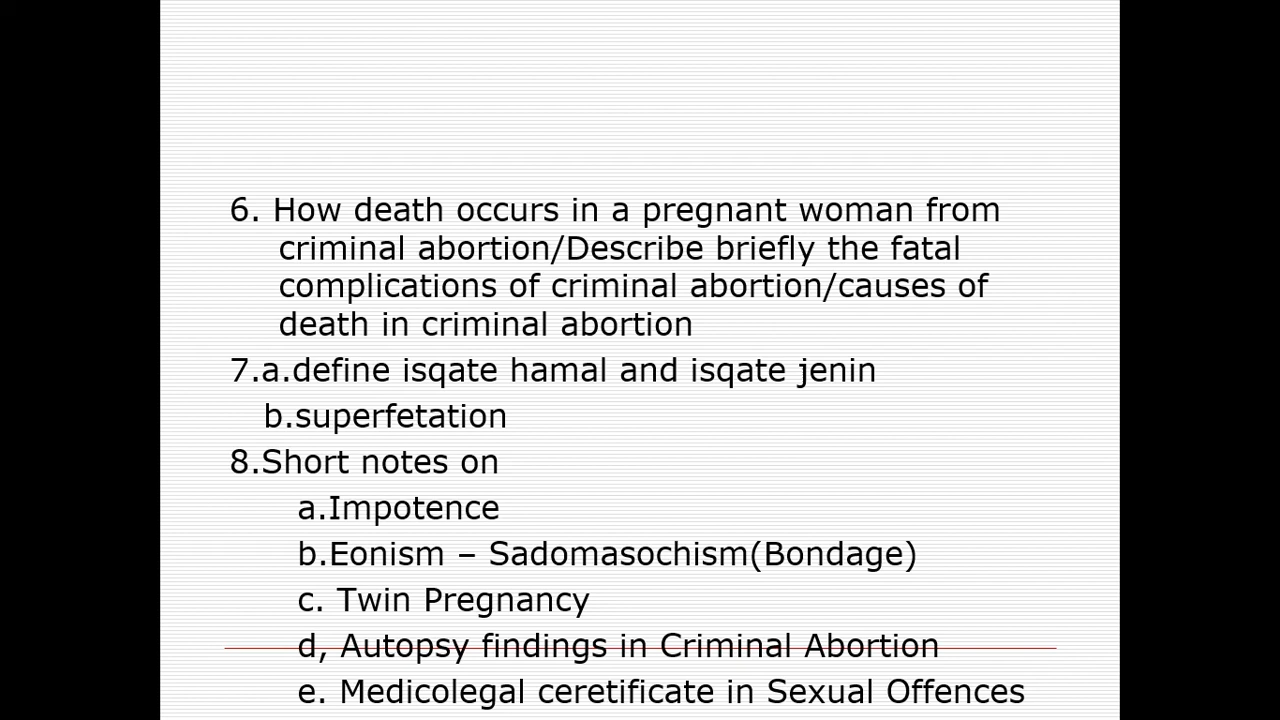 6. How death occurs in a pregnant woman from
criminal abortion/Describe briefly the fatal
complications of criminal abortion/causes of
death in criminal abortion
7.a.define isqate hamal and isqate jenin
b.superfetation
8.Short notes on
a.Impotence
b.Eonism – Sadomasochism(Bondage)
c. Twin Pregnancy
d, Autopsy findings in Criminal Abortion
e. Medicolegal ceretificate in Sexual Offences